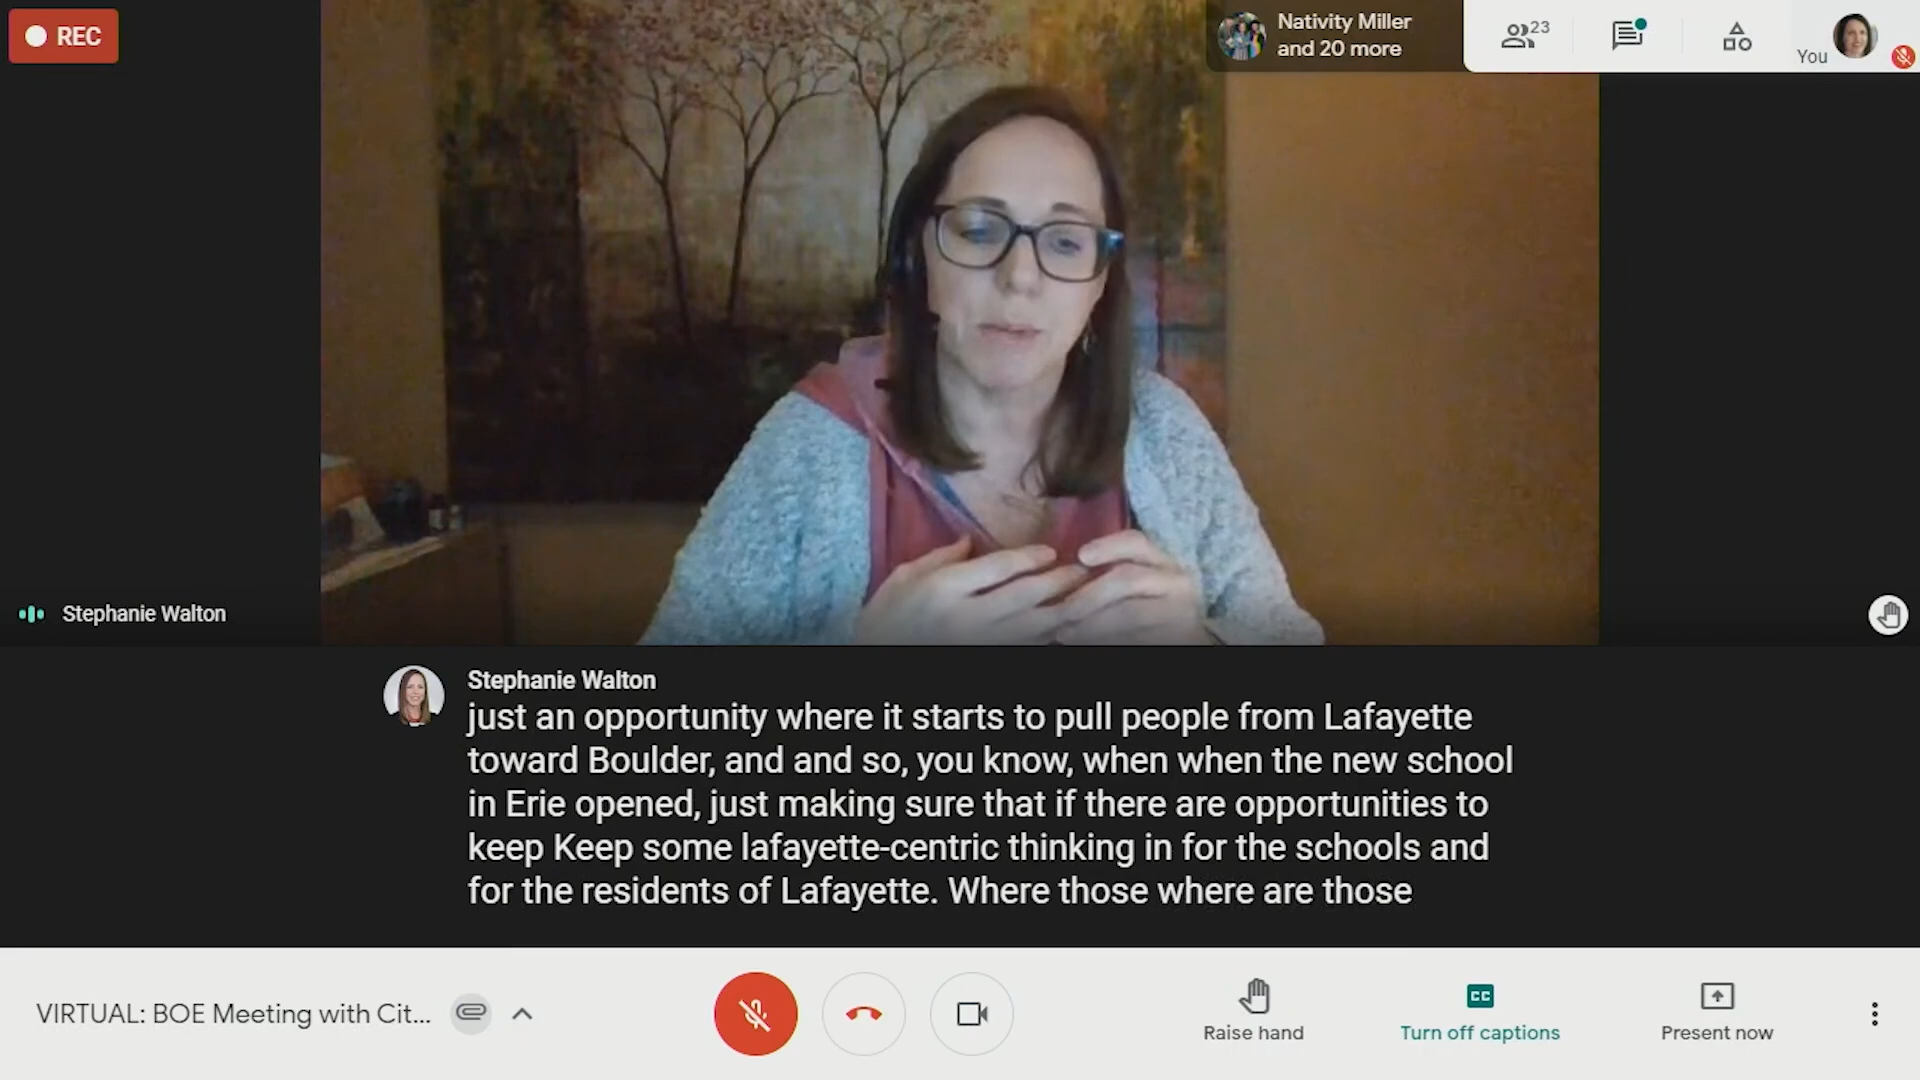 REC
Nativity Miller
and 20 more
23
You
Stephanie Walton
Stephanie Walton
just an opportunity where it starts to pull people from Lafayette
toward Boulder, and and so, you know, when when the new school
in Erie opened, just making sure that if there are opportunities to
keep Keep some lafayette-centric thinking in for the schools and
for the residents of Lafayette. Where those where are those
VIRTUAL: BOE Meeting with Cit...
Raise hand
CC
Turn off captions
Present now